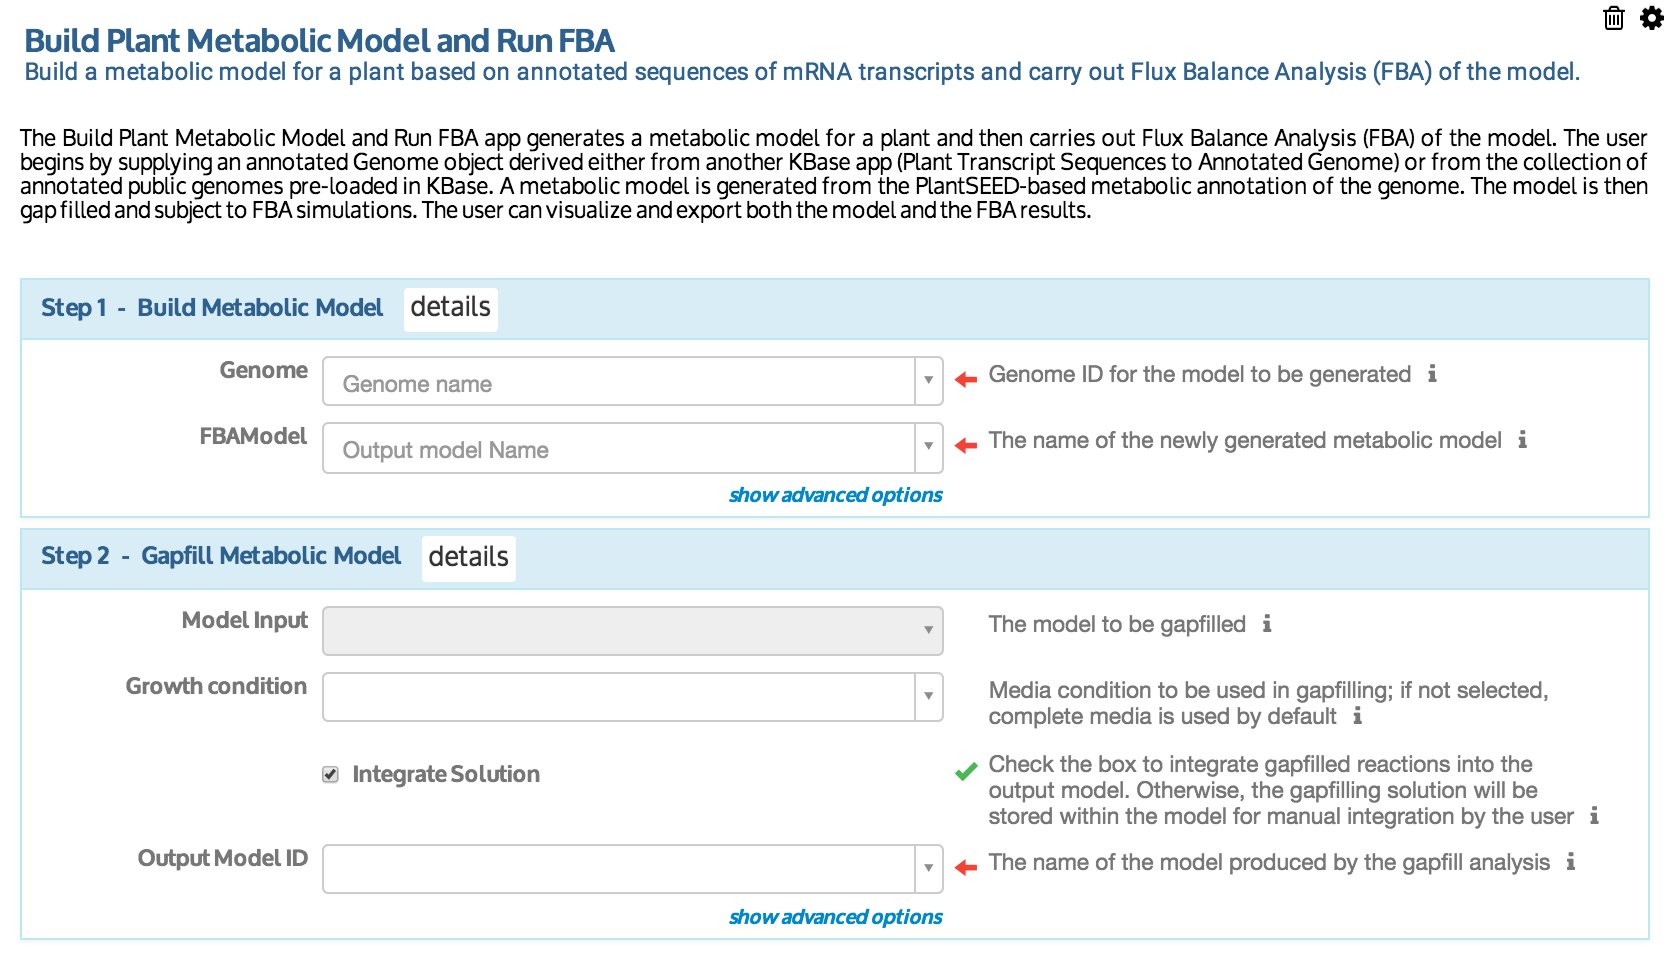 Build Plant Metabolic Model and Run FBA
Build a metabolic model for a plant based on annotated sequences of mRNA transcripts and carry out Flux Balance Analysis (FBA) of the model.
The Build Plant Metabolic Model and Run FBA app generates a metabolic model for a plant and then carries out Flux Balance Analysis (FBA) of the model. The user
begins by supplying an annotated Genome object derived either from another KBase app (Plant Transcript Sequences to Annotated Genome) or from the collection of
annotated public genomes pre-loaded in KBase. A metabolic model is generated from the PlantSEED-based metabolic annotation of the genome. The model is then
gap filled and subject to FBA simulations. The user can visualize and export both the model and the FBA results.
Step 1 - Build Metabolic Model details
Genome Genome name Genome ID for the model to be generated
FBAModel Output model Name The name of the newly generated metabolic model
show advanced options
Step 2 - Gapfill Metabolic Model details
Model Input The model to be gapfilled
Growth condition Media condition to be used in gapfilling; if not selected,
complete media is used by default
Integrate Solution Check the box to integrate gapfilled reactions into the
output model. Otherwise, the gapfilling solution will be
stored within the model for manual integration by the user
Output Model ID The name of the model produced by the gapfill analysis
show advanced options